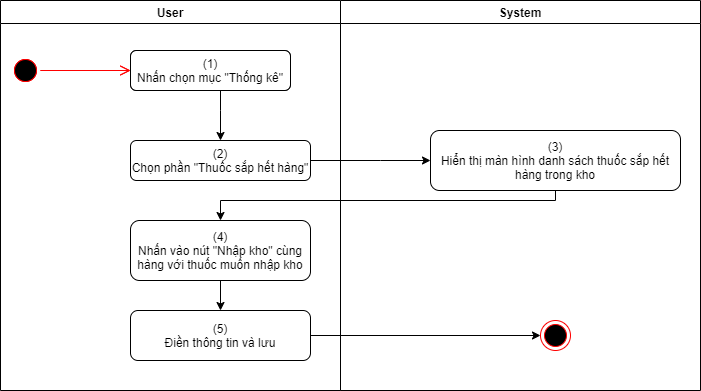 User
System
(1)
Nhấn chọn mục "Thống kê"
(2)
Chọn phần "Thuốc sắp hết hàng"
(3)
Hiển thị màn hình danh sách thuốc sắp hết
hàng trong kho
(4)
Nhấn vào nút "Nhập kho" cùng
hàng với thuốc muốn nhập kho
(5)
Điền thông tin và lưu